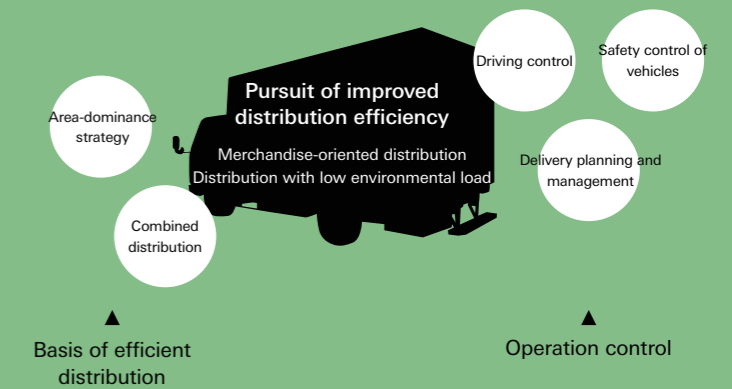 Pursuit of improved
distribution efficiency
Merchandise-oriented distribution
Distribution with low environmental load
Area-dominance
strategy
Combined
distribution
Driving control
Safety control of
vehicles
Delivery planning and
management
▲
Basis of efficient
distribution
▲
Operation control